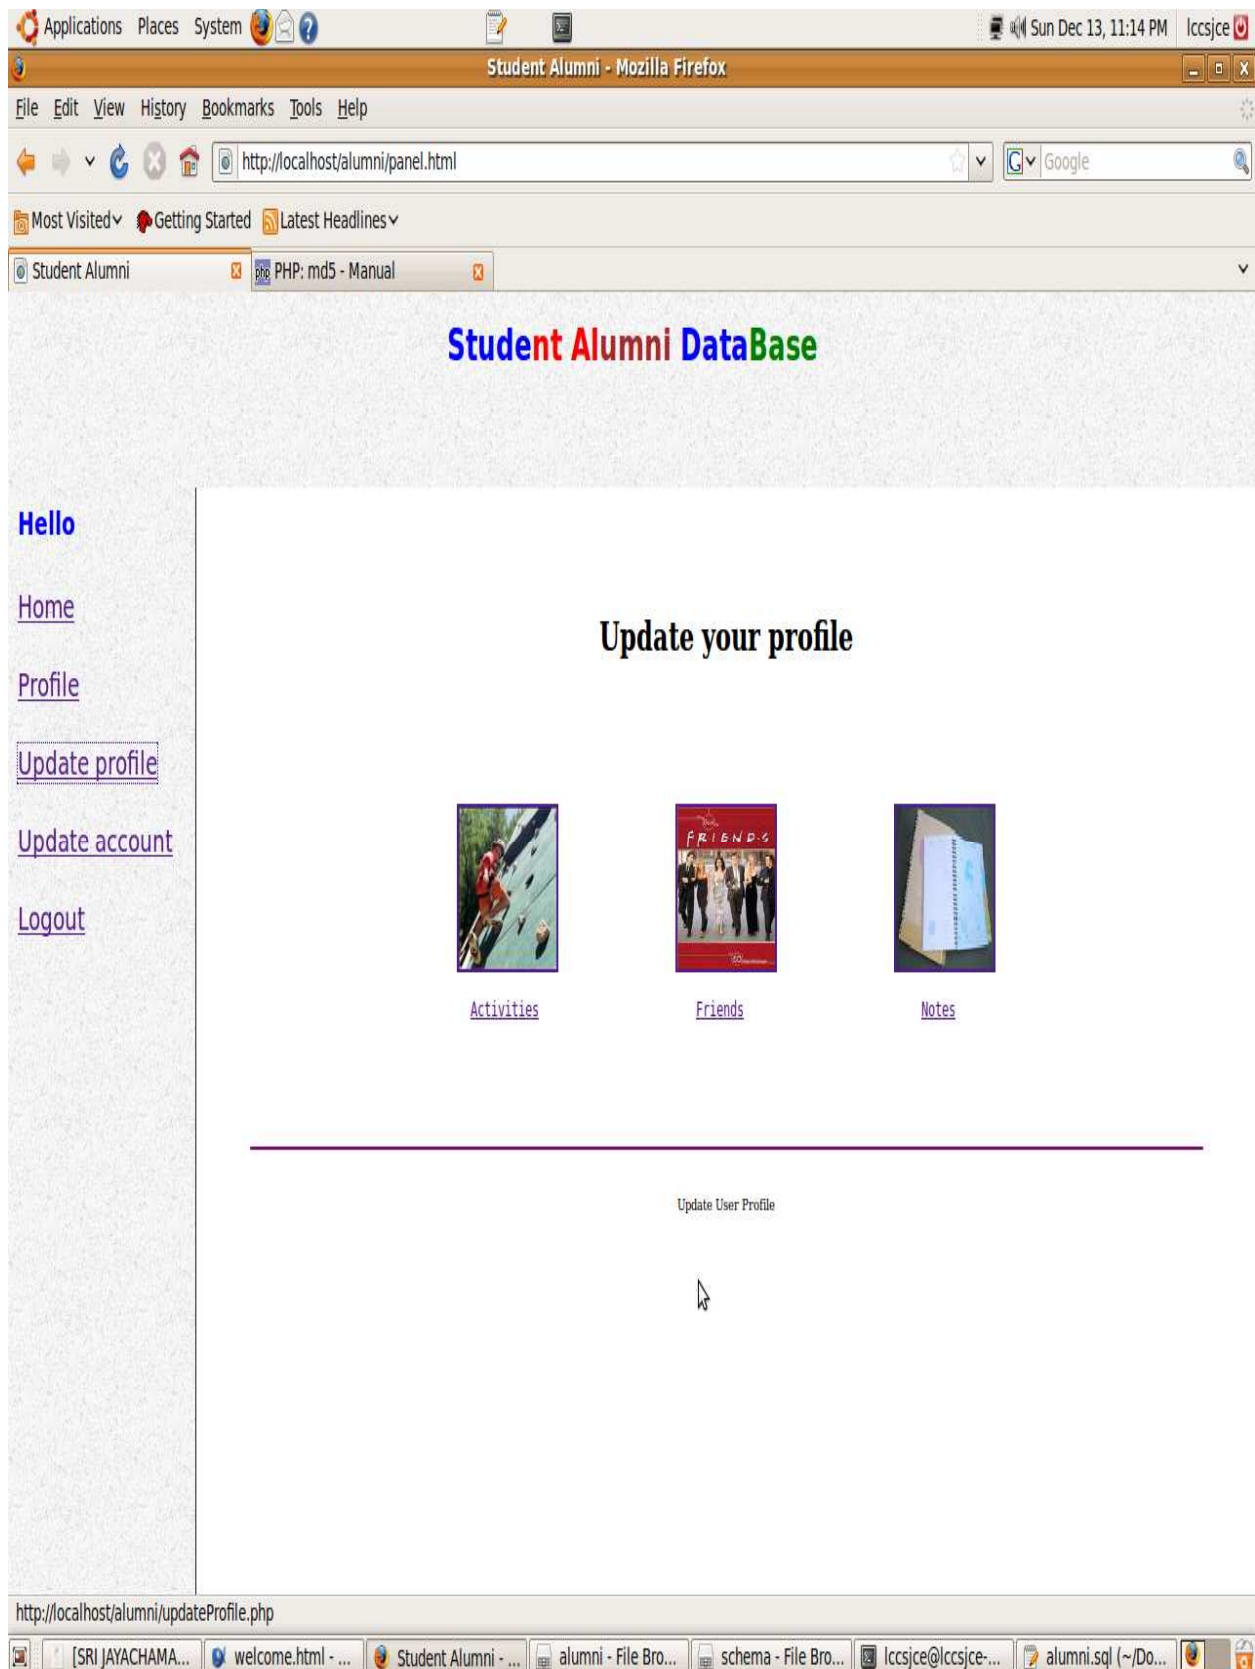 Applications Places System Sun Dec 13, 11:14 PM lccsjce
Student Alumni - Mozilla Firefox
File Edit View History Bookmarks Tools Help
http://localhost/alumni/panel.html Google
Most Visited Getting Started Latest Headlines
Student Alumni php PHP: md5 - Manual
Student Alumni DataBase
Hello
Home
Profile
Update profile
Update account
Logout
Update your profile
FRIENDS
Activities Friends Notes
Update User Profile
http://localhost/alumni/updateProfile.php
[SRI JAYACHAMA... welcome.html - ... Student Alumni - ... alumni - File Bro... schema - File Bro... lccsjce@lccsjce-... alumni.sql (~/Do...